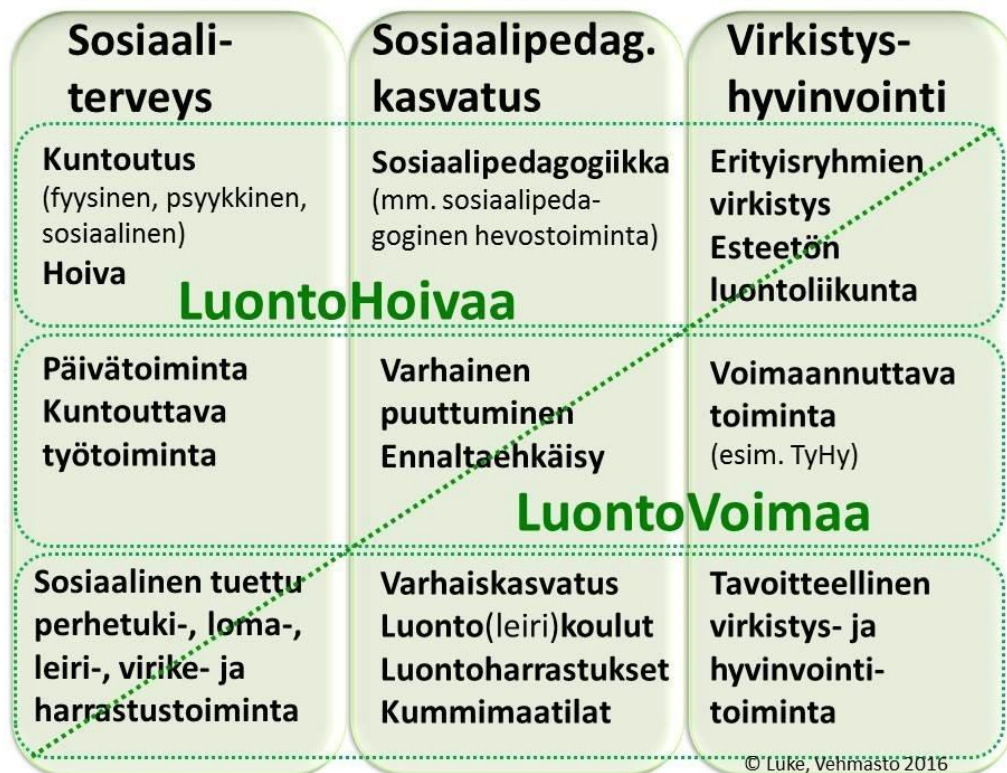 Sosiaali-
terveys
Sosiaalipedag.
kasvatus
Virkistys-
hyvinvointi
Kuntoutus
(fyysinen, psyykkinen,
sosiaalinen)
Hoiva
Sosiaalipedagogiikka
(mm. sosiaalipeda-
goginen hevostoiminta)
Erityisryhmien
virkistys
Esteetön
luontoliikunta
LuontoHoivaa
Päivätoiminta
Kuntouttava
työtoiminta
Varhainen
puuttuminen
Ennaltaehkäisy
Voimaannuttava
toiminta
(esim. TyHy)
LuontoVoimaa
Sosiaalinen tuettu
perhetuki-, loma-,
leiri-, virike- ja
harrastustoiminta
Varhaiskasvatus
Luonto(leiri)koulut
Luontoharrastukset
Kummimaatilat
Tavoitteellinen
virkistys- ja
hyvinvointi-
toiminta
© Luke, Vehmasto 2016